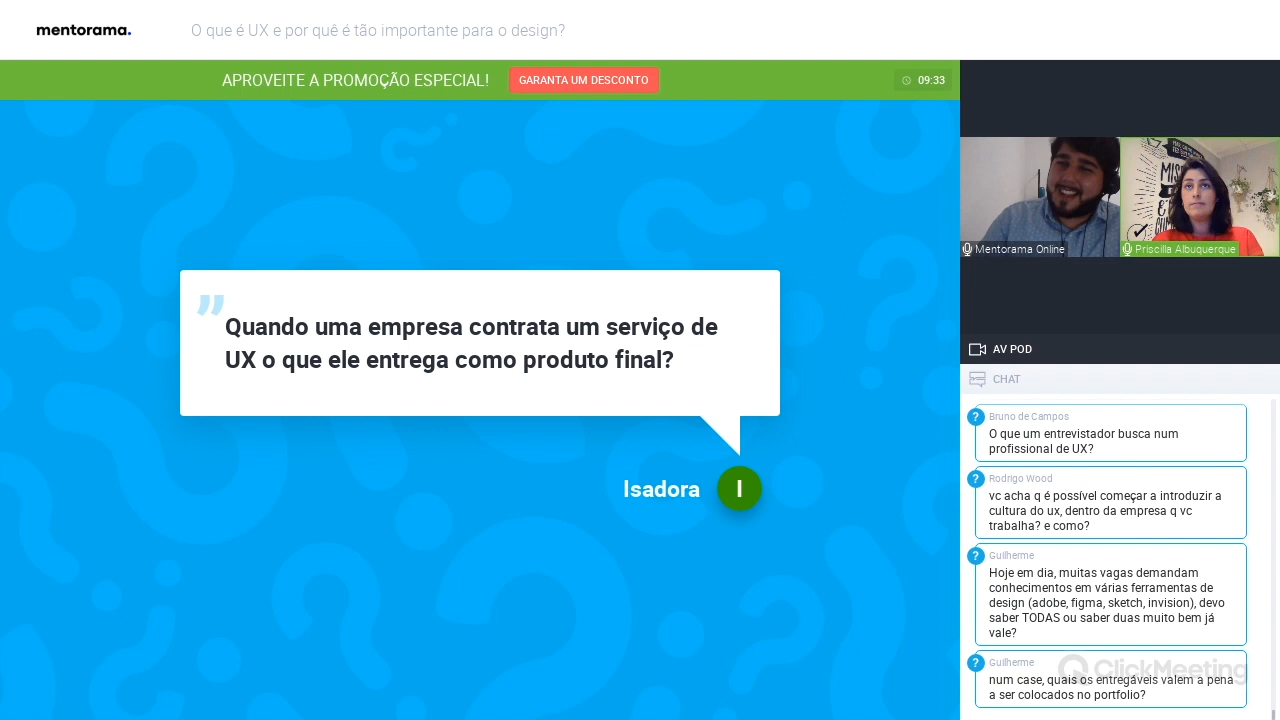 mentorama.
O que é UX e por quê é tão importante para o design?
APROVEITE A PROMOÇÃO ESPECIAL!
GARANTA UM DESCONTO
09:33
Quando uma empresa contrata um serviço de
UX o que ele entrega como produto final?
Isadora
I
Mentorama Online
Priscilla Albuquerque
AV POD
CHAT
Bruno de Campos
O que um entrevistador busca num
profissional de UX?
Rodrigo Wood
vc acha q é possível começar a introduzir a
cultura do ux, dentro da empresa q vc
trabalha? e como?
Guilherme
Hoje em dia, muitas vagas demandam
conhecimentos em várias ferramentas de
design (adobe, figma, sketch, invision), devo
saber TODAS ou saber duas muito bem já
vale?
Guilherme
num case, quais os entregáveis valem a pena
a ser colocados no portfolio?
ClickMeeting